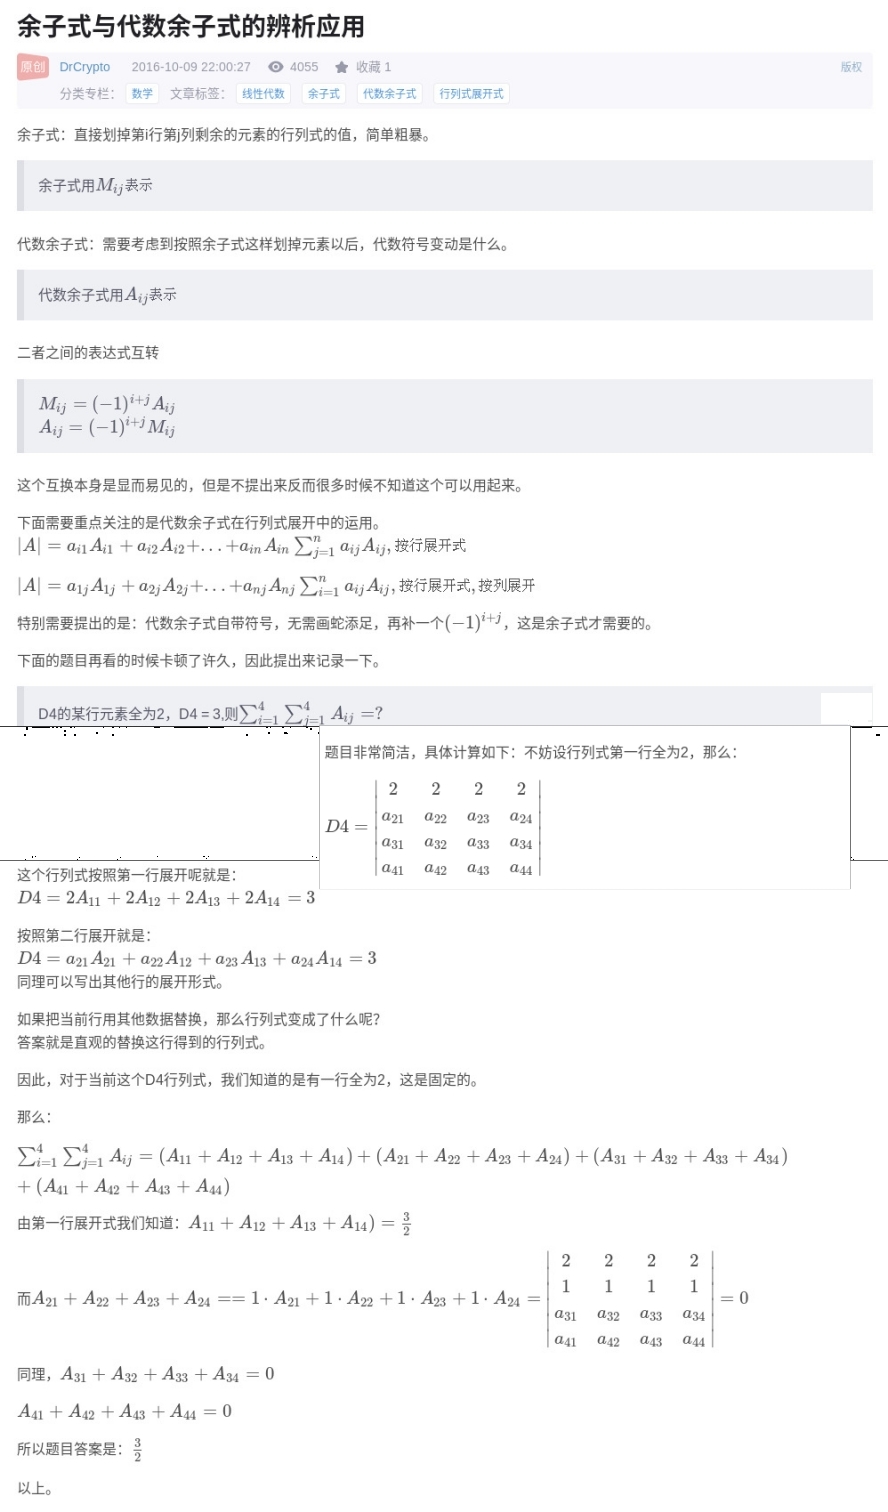 余子式与代数余子式的辨析应用
原创 DrCrypto 2016-10-09 22:00:27 4055 收藏 1 版权
分类专栏： 数学 文章标签： 线性代数 余子式 代数余子式 行列式展开式
余子式：直接划掉第i行第j列剩余的元素的行列式的值，简单粗暴。
余子式用$M_{ij}$表示
代数余子式：需要考虑到按照余子式这样划掉元素以后，代数符号变动是什么。
代数余子式用$A_{ij}$表示
二者之间的表达式互转
$M_{ij} = (-1)^{i+j}A_{ij}$
$A_{ij} = (-1)^{i+j}M_{ij}$
这个互换本身是显而易见的，但是不提出来反而很多时候不知道这个可以用起来。
下面需要重点关注的是代数余子式在行列式展开中的运用。
$|A| = a_{i1}A_{i1} + a_{i2}A_{i2} + \ldots + a_{in}A_{in} \sum_{j=1}^{n} a_{ij}A_{ij}$, 按行展开式
$|A| = a_{1j}A_{1j} + a_{2j}A_{2j} + \ldots + a_{nj}A_{nj} \sum_{i=1}^{n} a_{ij}A_{ij}$, 按行展开式, 按列展开
特别需要提出的是：代数余子式自带符号，无需画蛇添足，再补一个$(-1)^{i+j}$，这是余子式才需要的。
下面的题目再看的时候卡顿了许久，因此提出来记录一下。
D4的某行元素全为2，D4 = 3,则$\sum_{i=1}^{4} \sum_{j=1}^{4} A_{ij} =?$
题目非常简洁，具体计算如下：不妨设行列式第一行全为2，那么：
$D4 = \begin{vmatrix} 2 & 2 & 2 & 2 \\ a_{21} & a_{22} & a_{23} & a_{24} \\ a_{31} & a_{32} & a_{33} & a_{34} \\ a_{41} & a_{42} & a_{43} & a_{44} \end{vmatrix}$
这个行列式按照第一行展开呢就是：
$D4 = 2A_{11} + 2A_{12} + 2A_{13} + 2A_{14} = 3$
按照第二行展开就是：
$D4 = a_{21}A_{21} + a_{22}A_{12} + a_{23}A_{13} + a_{24}A_{14} = 3$
同理可以写出其他行的展开形式。
如果把当前行用其他数据替换，那么行列式变成了什么呢？
答案就是直观的替换这行得到的行列式。
因此，对于当前这个D4行列式，我们知道的是有一行全为2，这是固定的。
那么：
$\sum_{i=1}^{4} \sum_{j=1}^{4} A_{ij} = (A_{11} + A_{12} + A_{13} + A_{14}) + (A_{21} + A_{22} + A_{23} + A_{24}) + (A_{31} + A_{32} + A_{33} + A_{34})$
$+ (A_{41} + A_{42} + A_{43} + A_{44})$
由第一行展开式我们知道：$A_{11} + A_{12} + A_{13} + A_{14}) = \frac{3}{2}$
而$A_{21} + A_{22} + A_{23} + A_{24} == 1 \cdot A_{21} + 1 \cdot A_{22} + 1 \cdot A_{23} + 1 \cdot A_{24} = \begin{vmatrix} 2 & 2 & 2 & 2 \\ 1 & 1 & 1 & 1 \\ a_{31} & a_{32} & a_{33} & a_{34} \\ a_{41} & a_{42} & a_{43} & a_{44} \end{vmatrix} = 0$
同理，$A_{31} + A_{32} + A_{33} + A_{34} = 0$
$A_{41} + A_{42} + A_{43} + A_{44} = 0$
所以题目答案是：$\frac{3}{2}$
以上。